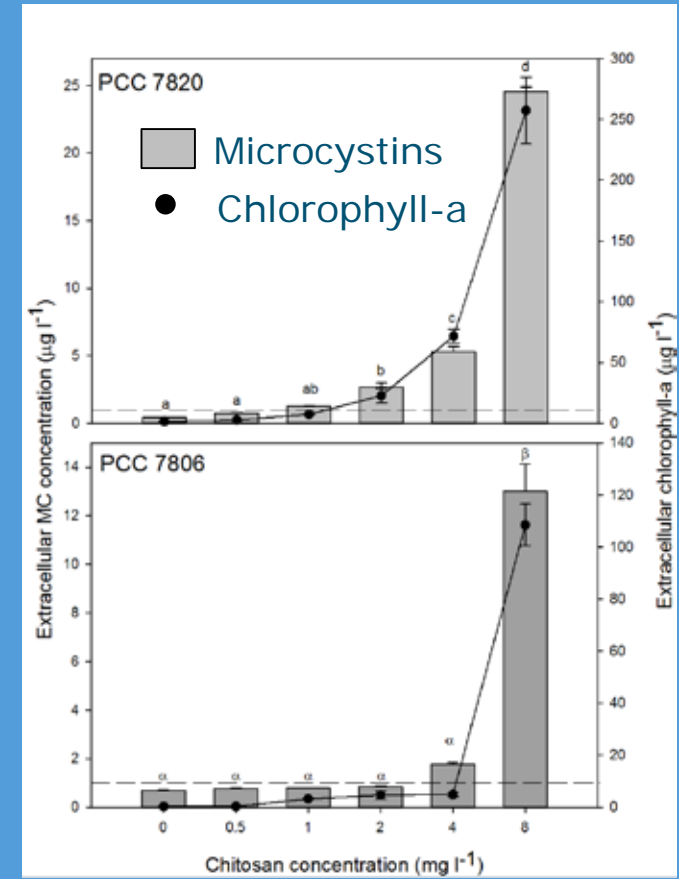 PCC 7820
Microcystins
Chlorophyll-a
Extracellular MC concentration (µg l-1)
Extracellular chlorophyll-a (µg l-1)
25
20
15
10
5
0
300
250
200
150
100
50
0
a
a
ab
b
c
d
PCC 7806
14
12
10
8
6
4
2
0
140
120
100
80
60
40
20
0
α
α
α
α
α
β
0
0.5
1
2
4
8
Chitosan concentration (mg l-1)